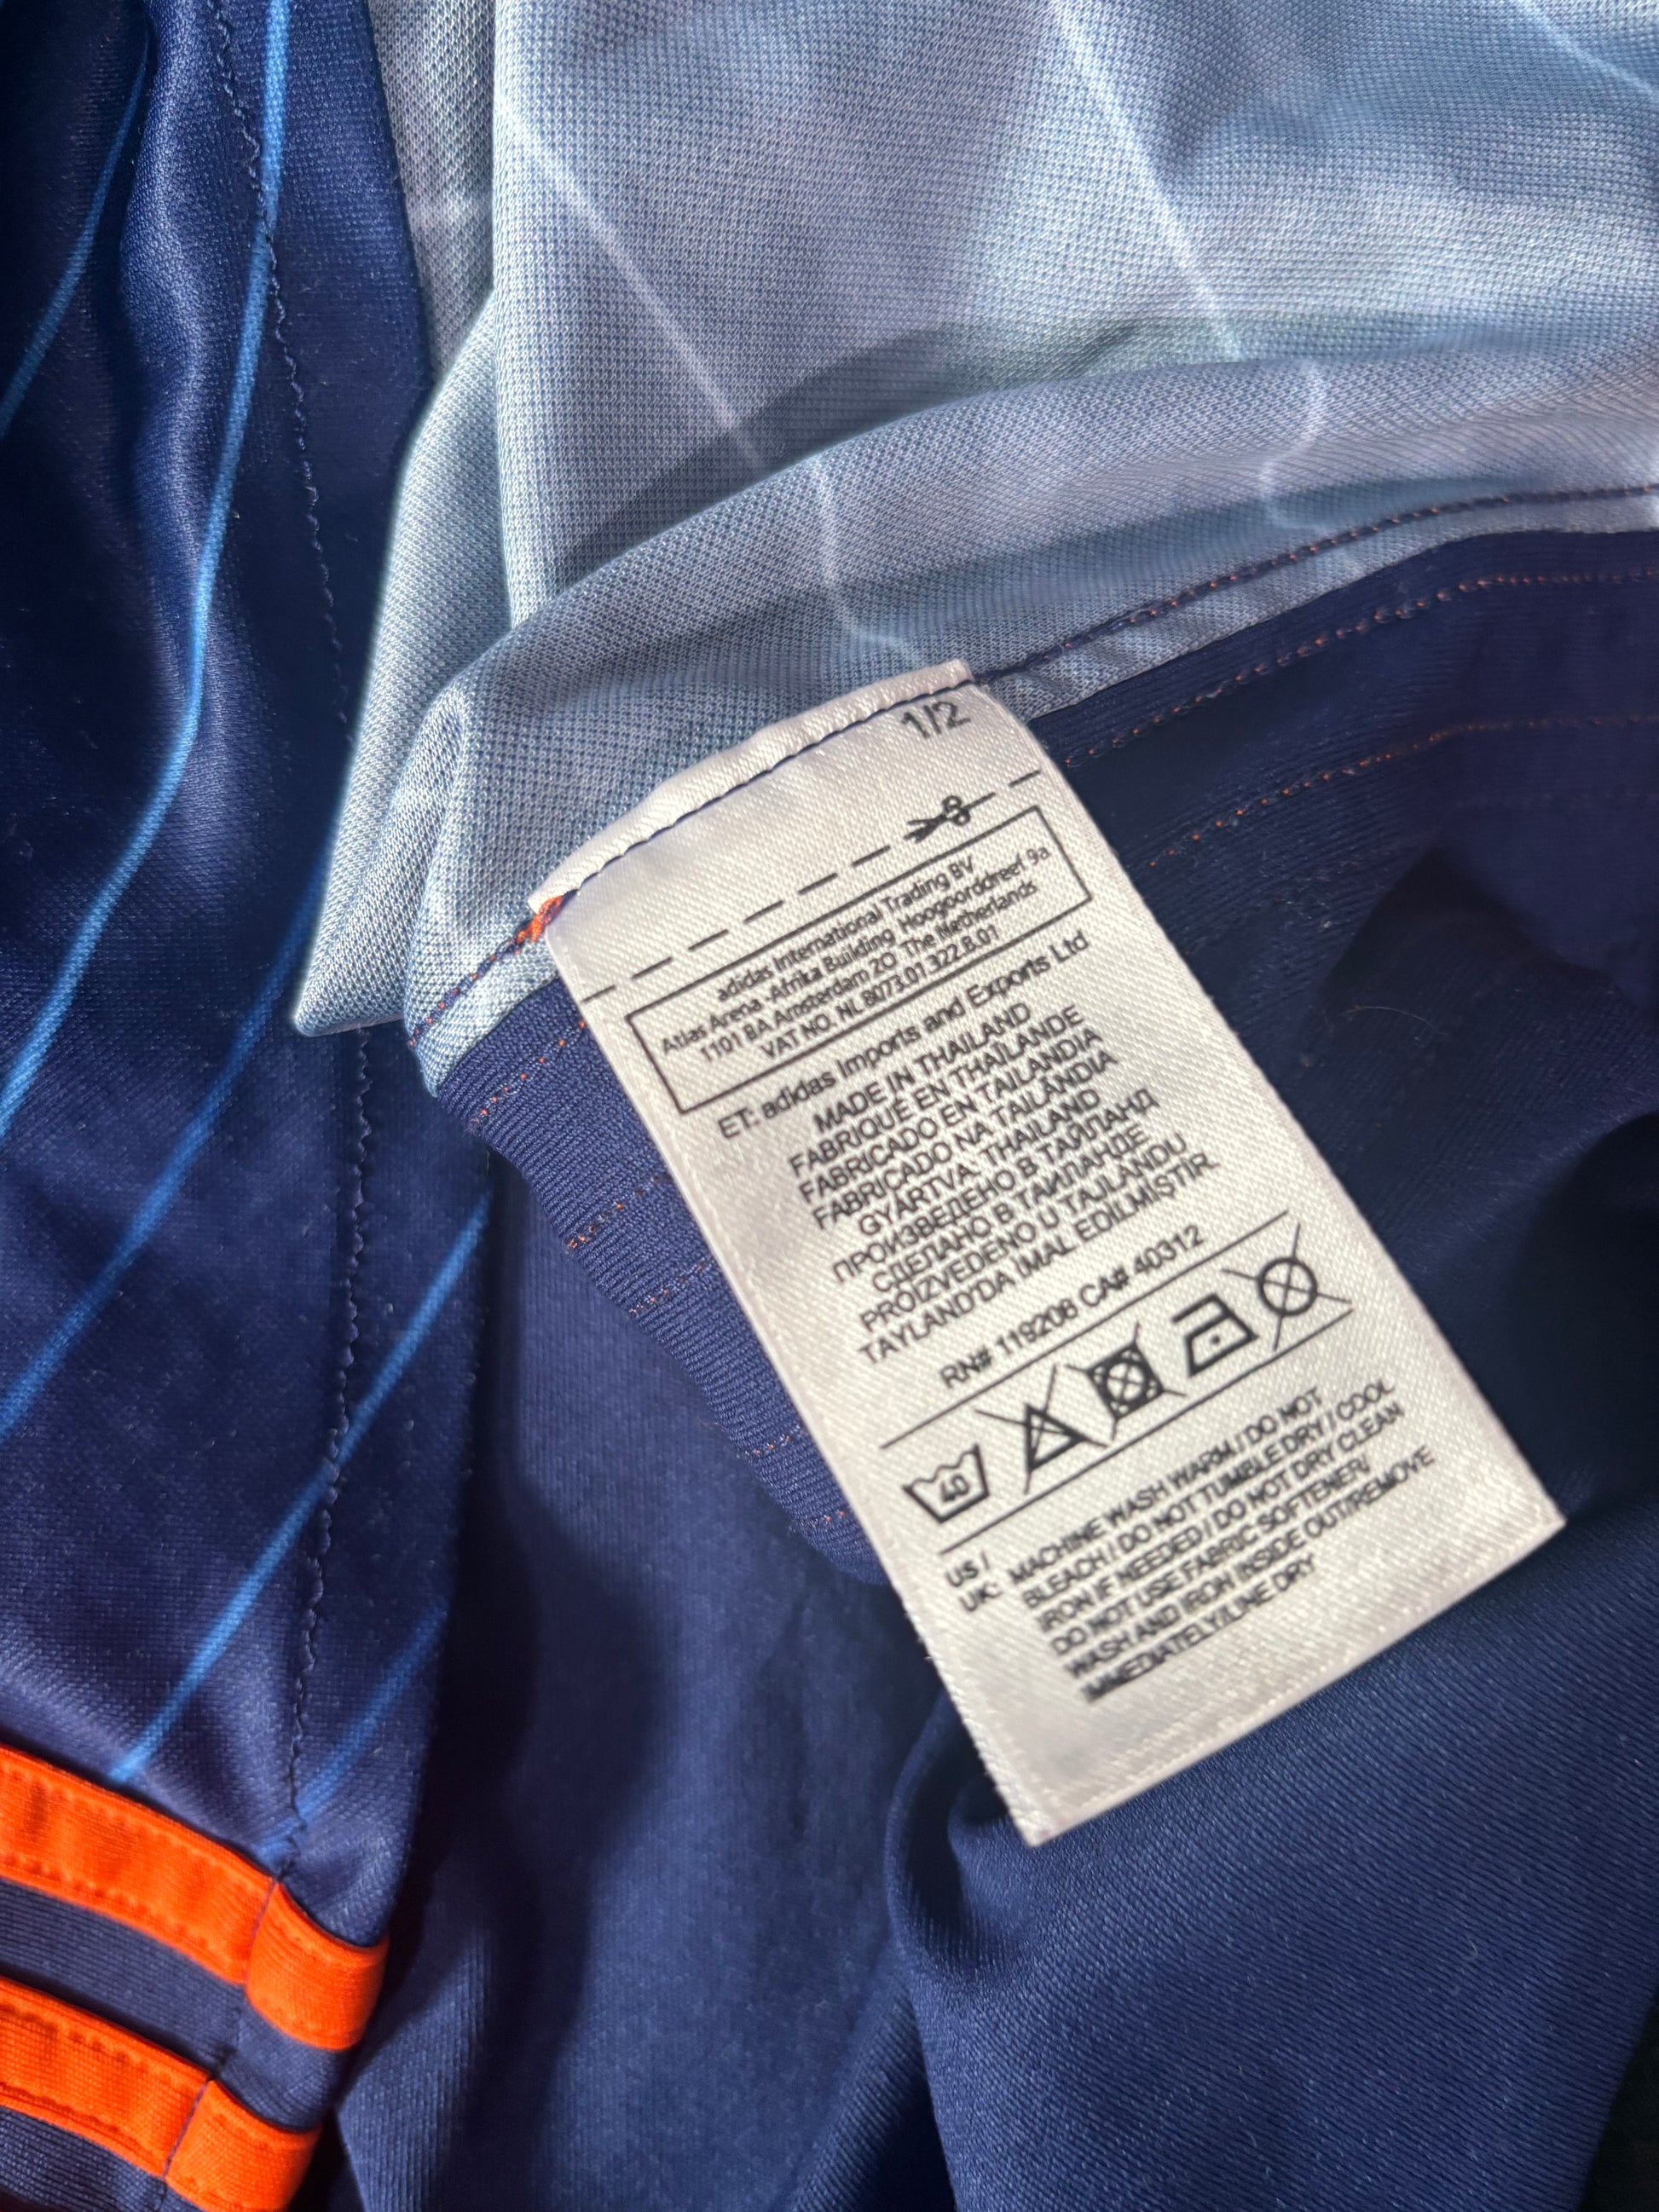 1/2
adidas International Trading BV
Atlas Arena -Afrika Building Hoogoorddreef 9a
1101 BA Amsterdam ZO The Netherlands
VAT NO. NL 8073.01.322.B.01
ET: adidas Imports and Exports Ltd
MADE IN THAILAND
FABRIQUÉ EN THAÏLANDE
FABRICADO EN TAILANDIA
FABRICADO NA TAILÂNDIA
GYÁRTVA: THAILAND
ПРОИЗВЕДЕНО В ТАЙЛАНД
СДЕЛАНО В ТАИЛАНДЕ
PROIZVEDENO U TAJLANDU
TAYLAND'DA İMAL EDİLMİŞTİR
RN# 119208 CA# 40312
40
US / UK: MACHINE WASH WARM / DO NOT
BLEACH / DO NOT TUMBLE DRY / COOL
IRON IF NEEDED / DO NOT DRY CLEAN
DO NOT USE FABRIC SOFTENER/
WASH AND IRON INSIDE OUT/REMOVE
IMMEDIATELY/LINE DRY